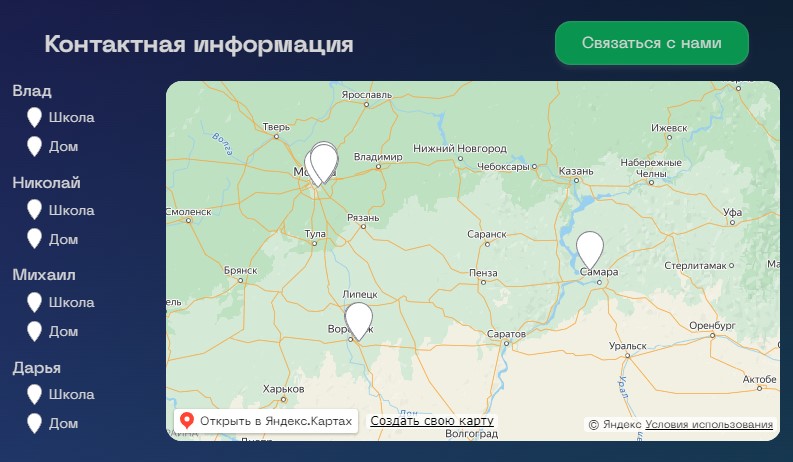 Контактная информация
Связаться с нами
Влад
Школа
Дом
Николай
Школа
Дом
Михаил
Школа
Дом
Дарья
Школа
Дом
Ярославль
Тверь
Волга
Ижевск
Нижний Новгород
Владимир
Чебоксары
Казань
Набережные
Челны
Смоленск
Рязань
Уфа
Тула
Саранск
Брянск
Пенза
Самара
Стерлитамак
Липецк
Саратов
Оренбург
Уральск
Урал
Актобе
Харьков
Дон
Волгоград
Открыть в Яндекс.Картах
Создать свою карту
© Яндекс Условия использования